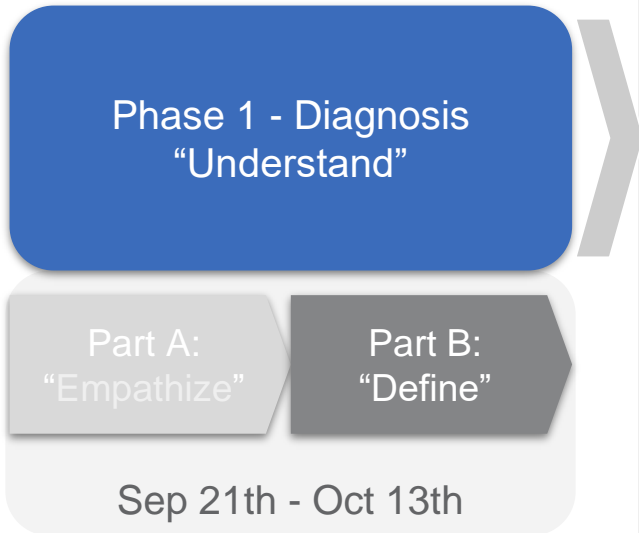 Phase 1 - Diagnosis
“Understand”
Part A:
“Empathize”
Part B:
“Define”
Sep 21th - Oct 13th